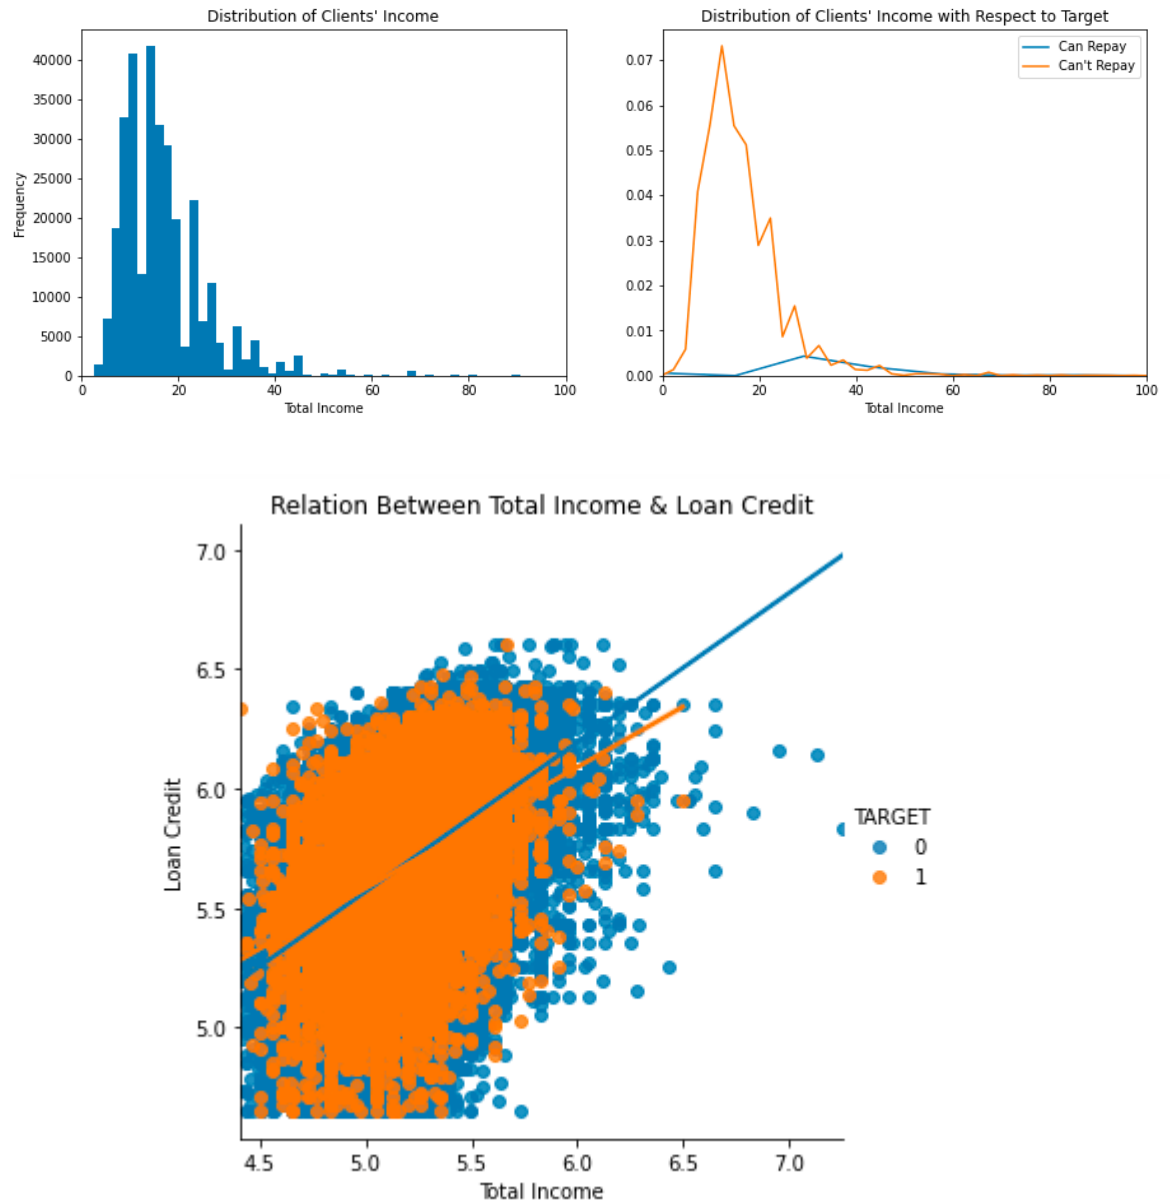 Distribution of Clients' Income
40000
35000
30000
25000
20000
15000
10000
5000
0
Frequency
0 20 40 60 80 100
Total Income
Distribution of Clients' Income with Respect to Target
Can Repay
Can't Repay
0.07
0.06
0.05
0.04
0.03
0.02
0.01
0.00
0 20 40 60 80 100
Total Income
Relation Between Total Income & Loan Credit
7.0
6.5
6.0
5.5
5.0
Loan Credit
4.5 5.0 5.5 6.0 6.5 7.0
Total Income
TARGET
0
1